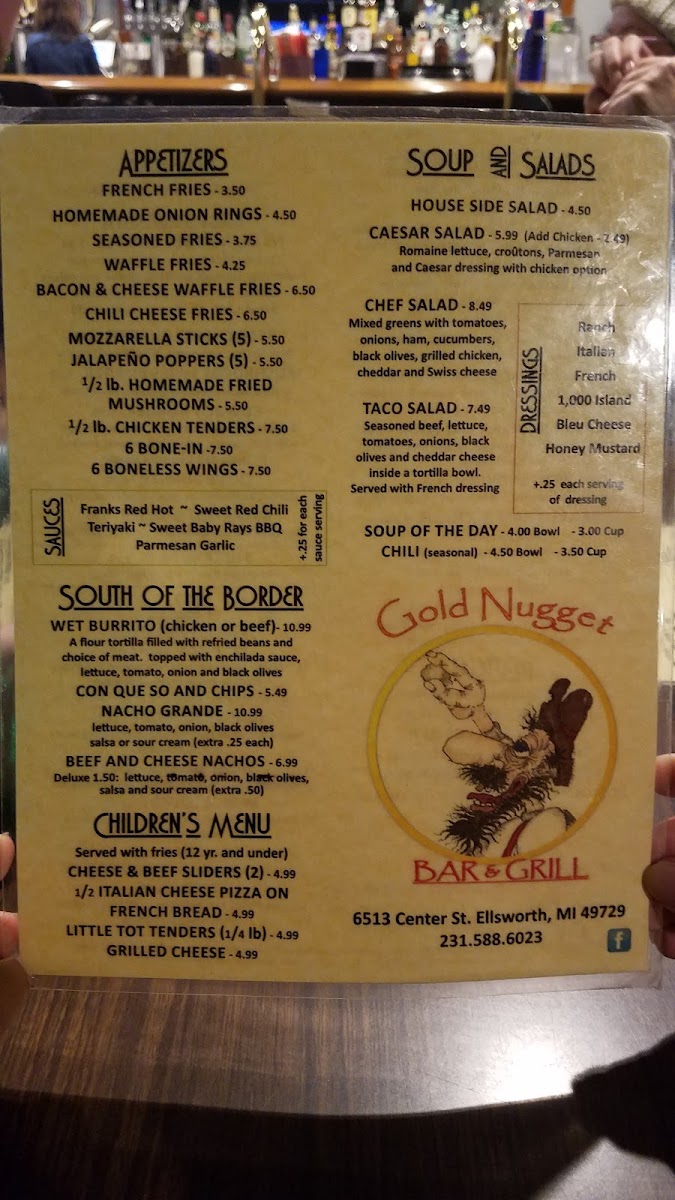 APPETIZERS
FRENCH FRIES - 3.50
HOMEMADE ONION RINGS - 4.50
SEASONED FRIES - 3.75
WAFFLE FRIES - 4.25
BACON & CHEESE WAFFLE FRIES - 6.50
CHILI CHEESE FRIES - 6.50
MOZZARELLA STICKS (5) - 5.50
JALAPEÑO POPPERS (5) - 5.50
1/2 lb. HOMEMADE FRIED
MUSHROOMS - 5.50
1/2 lb. CHICKEN TENDERS - 7.50
6 BONE-IN -7.50
6 BONELESS WINGS - 7.50
SAUCES
Franks Red Hot ~ Sweet Red Chili
Teriyaki ~ Sweet Baby Rays BBQ
Parmesan Garlic
+.25 for each
sauce serving
SOUTH OF THE BORDER
WET BURRITO (chicken or beef)- 10.99
A flour tortilla filled with refried beans and
choice of meat. topped with enchilada sauce,
lettuce, tomato, onion and black olives
CON QUE SO AND CHIPS - 5.49
NACHO GRANDE - 10.99
lettuce, tomato, onion, black olives
salsa or sour cream (extra .25 each)
BEEF AND CHEESE NACHOS - 6.99
Deluxe 1.50: lettuce, tomato, onion, black olives,
salsa and sour cream (extra .50)
CHILDREN'S MENU
Served with fries (12 yr. and under)
CHEESE & BEEF SLIDERS (2) - 4.99
1/2 ITALIAN CHEESE PIZZA ON
FRENCH BREAD - 4.99
LITTLE TOT TENDERS (1/4 lb) - 4.99
GRILLED CHEESE - 4.99
SOUP AND SALADS
HOUSE SIDE SALAD - 4.50
CAESAR SALAD - 5.99 (Add Chicken - 2.49)
Romaine lettuce, croûtons, Parmesan
and Caesar dressing with chicken option
CHEF SALAD - 8.49
Mixed greens with tomatoes,
onions, ham, cucumbers,
black olives, grilled chicken,
cheddar and Swiss cheese
TACO SALAD - 7.49
Seasoned beef, lettuce,
tomatoes, onions, black
olives and cheddar cheese
inside a tortilla bowl.
Served with French dressing
DRESSINGS
Ranch
Italian
French
1,000 Island
Bleu Cheese
Honey Mustard
+.25 each serving
of dressing
SOUP OF THE DAY - 4.00 Bowl - 3.00 Cup
CHILI (seasonal) - 4.50 Bowl - 3.50 Cup
Gold Nugget
BAR & GRILL
6513 Center St. Ellsworth, MI 49729
231.588.6023
f